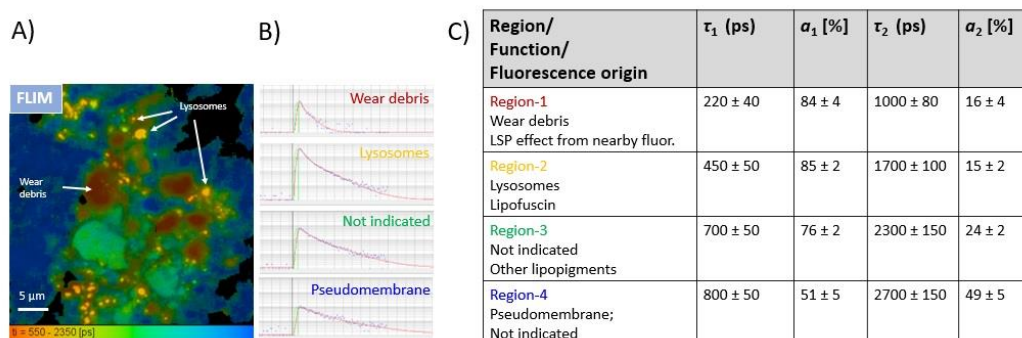 A)
FLIM
Lysosomes
Wear
debris
5 µm
ti = 550 - 2350 [ps]
B)
Wear debris
Lysosomes
Not indicated
Pseudomembrane
C)
Region/
Function/
Fluorescence origin
τ1 (ps)
a1 [%]
τ2 (ps)
a2 [%]
Region-1
Wear debris
LSP effect from nearby fluor.
220 ± 40
84 ± 4
1000 ± 80
16 ± 4
Region-2
Lysosomes
Lipofuscin
450 ± 50
85 ± 2
1700 ± 100
15 ± 2
Region-3
Not indicated
Other lipopigments
700 ± 50
76 ± 2
2300 ± 150
24 ± 2
Region-4
Pseudomembrane;
Not indicated
800 ± 50
51 ± 5
2700 ± 150
49 ± 5